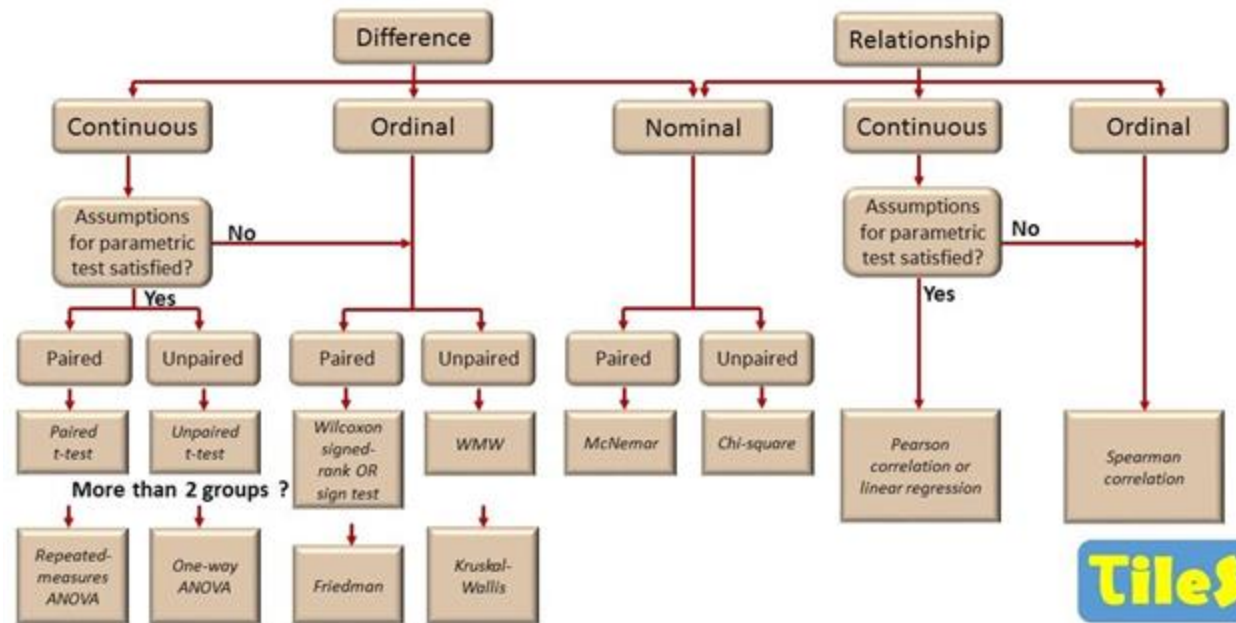 Difference
Relationship
Continuous
Ordinal
Nominal
Continuous
Ordinal
Assumptions
for parametric
test satisfied?
No
Yes
Assumptions
for parametric
test satisfied?
No
Yes
Paired
Unpaired
Paired
Unpaired
Paired
Unpaired
Paired
t-test
Unpaired
t-test
Wilcoxon
signed-
rank OR
sign test
WMW
McNemar
Chi-square
Pearson
correlation or
linear regression
Spearman
correlation
More than 2 groups ?
Repeated-
measures
ANOVA
One-way
ANOVA
Friedman
Kruskal-
Wallis
TileS